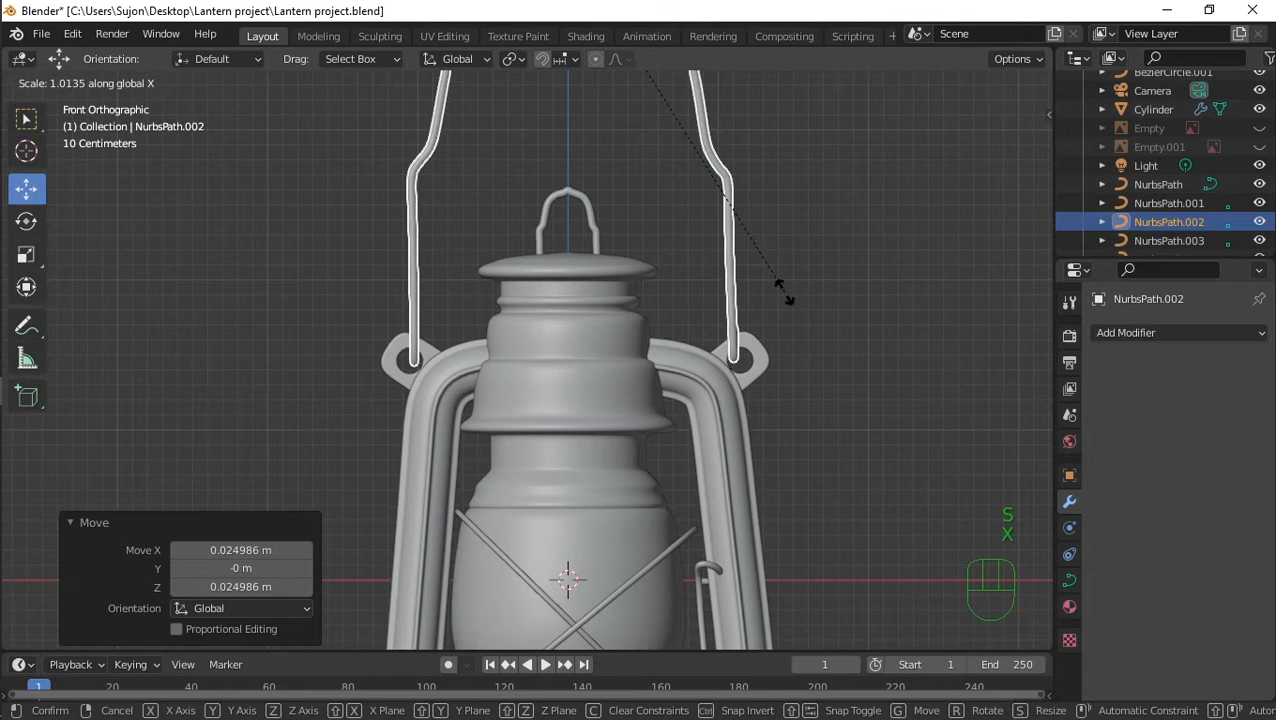 Blender* [C:\Users\Sujon\Desktop\Lantern project\Lantern project.blend]
File Edit Render Window Help Layout Modeling Sculpting UV Editing Texture Paint Shading Animation Rendering Compositing Scripting Scene View Layer
Orientation: Default Drag: Select Box Global Options
Scale: 1.0135 along global X
Front Orthographic
(1) Collection | NurbsPath.002
10 Centimeters
BezierCircle.001
Camera
Cylinder
Empty
Empty.001
Light
NurbsPath
NurbsPath.001
NurbsPath.002
NurbsPath.003
NurbsPath.002
Add Modifier
S
X
Move
Move X 0.024986 m
Y -0 m
Z 0.024986 m
Orientation Global
Proportional Editing
Playback Keying View Marker 1 Start 1 End 250
1 20 40 60 80 100 120 140 160 180 200 220 240
Confirm Cancel X X Axis Y Y Axis Z Z Axis X X Plane Y Y Plane Z Z Plane C Clear Constraints Ctrl Snap Invert Snap Toggle G Move R Rotate S Resize Automatic Constraint Automatic